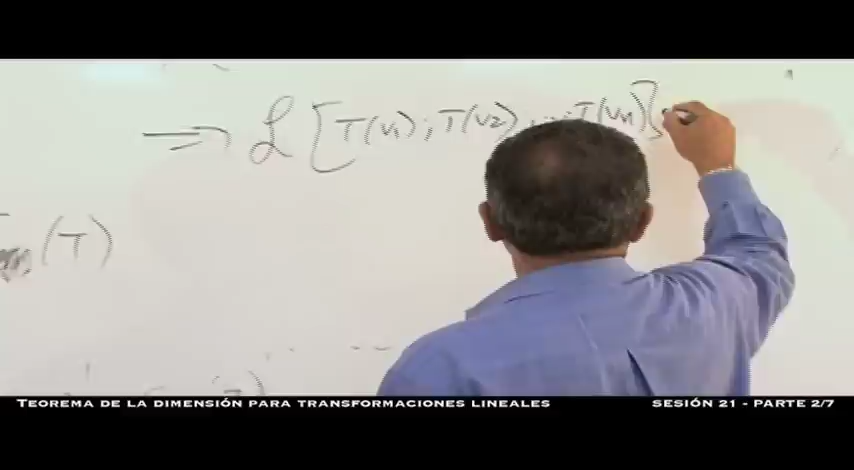 ⇒ ℒ [T(v1); T(v2), ... T(vn)]
(T)
TEOREMA DE LA DIMENSIÓN PARA TRANSFORMACIONES LINEALES
SESIÓN 21 - PARTE 2/7